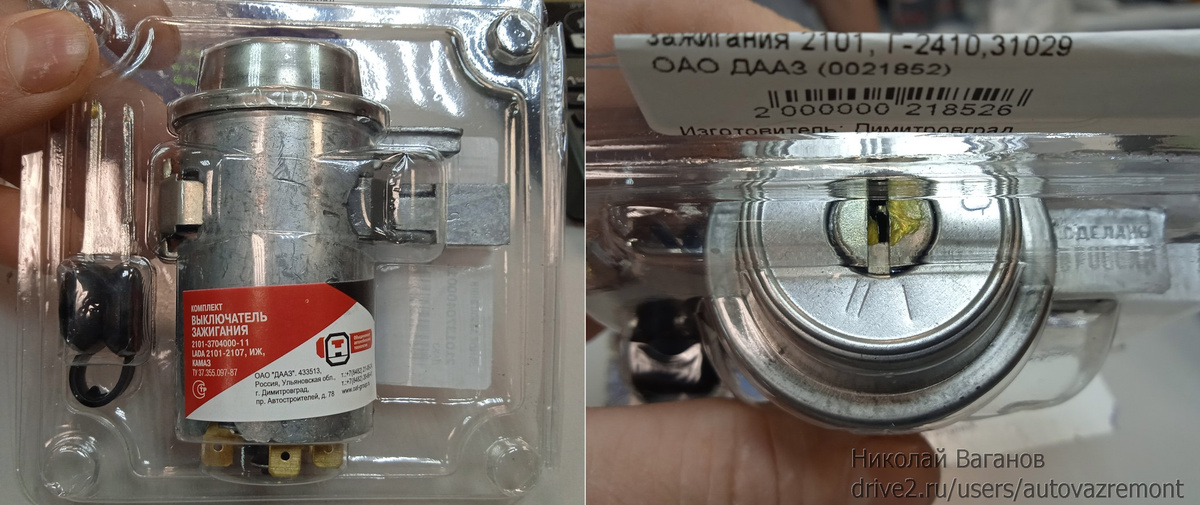 КОМПЛЕКТ
ВЫКЛЮЧАТЕЛЬ
ЗАЖИГАНИЯ
2101-3704000-11
LADA 2101-2107, ИЖ,
КАМАЗ
ТУ 37.355.097-87
ОАО "ДААЗ". 433513,
Россия, Ульяновская обл.,
г. Димитровград,
пр. Автостроителей, д. 78
зажигания 2101, Г-2410,31029
ОАО ДААЗ (0021852)
2 000000 218526
Изготовитель: Димитровград
СДЕЛАНО
Николай Ваганов
drive2.ru/users/autovazremont